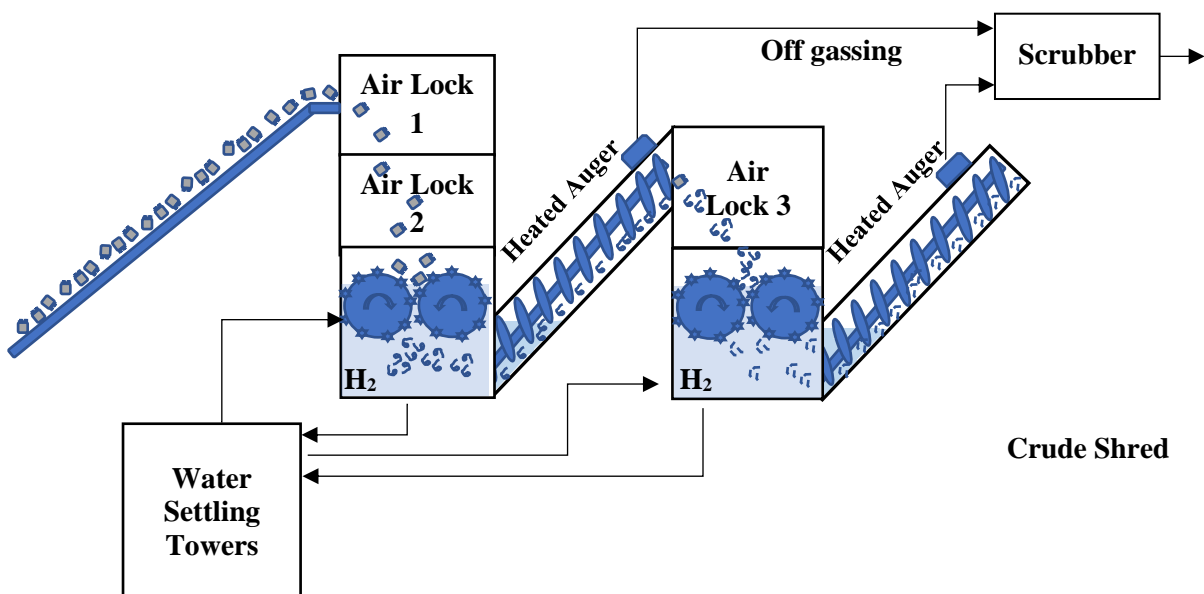 Off gassing
Scrubber
Air Lock
1
Air Lock
2
Heated Auger
Air
Lock 3
Heated Auger
H₂
H₂
Water
Settling
Towers
Crude Shred